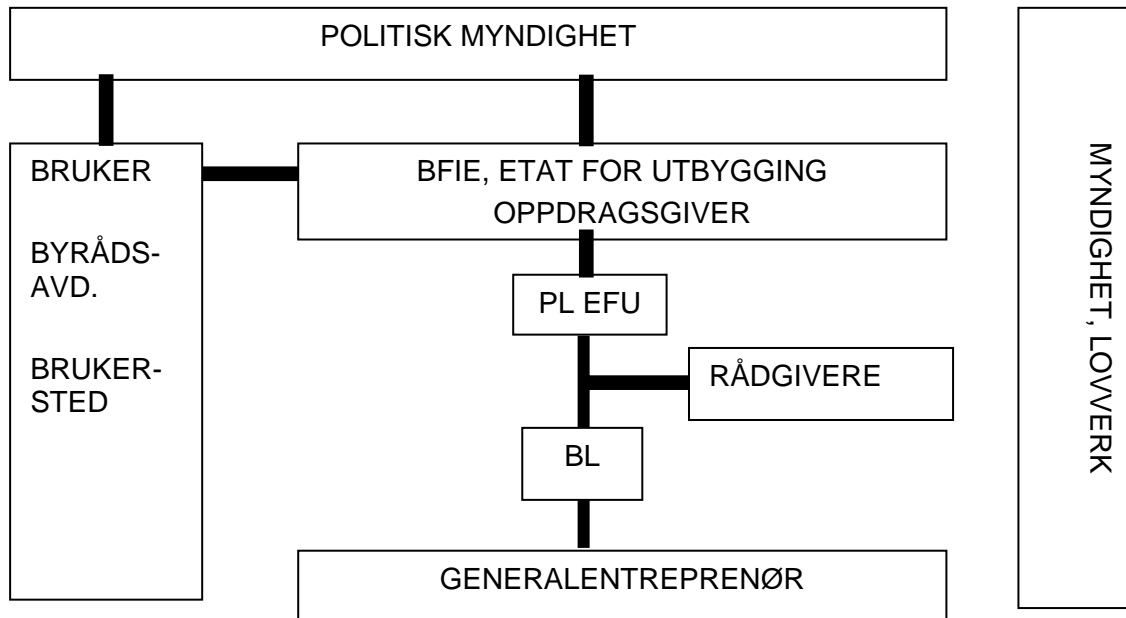 POLITISK MYNDIGHET
BRUKER
BYRÅDS-
AVD.
BRUKER-
STED
BFIE, ETAT FOR UTBYGGING
OPPDRAGSGIVER
PL EFU
RÅDGIVERE
BL
GENERALENTREPRENØR
MYNDIGHET, LOVVERK